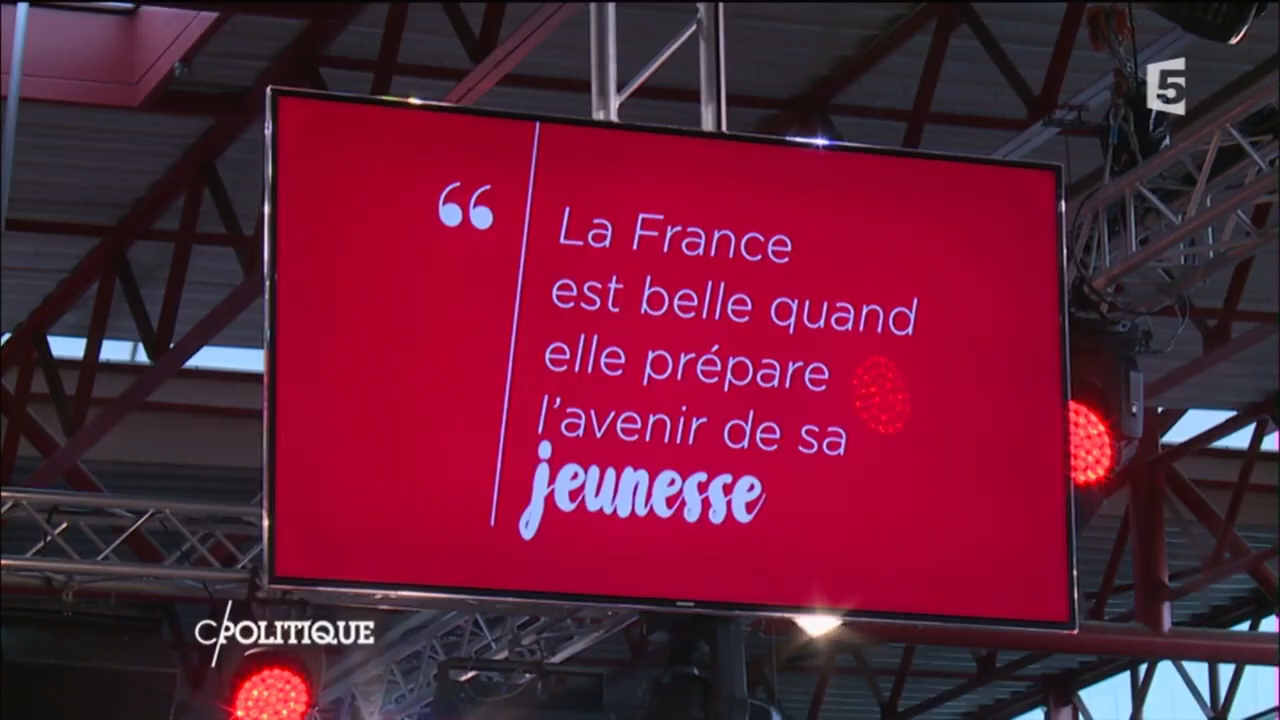 5
“
La France
est belle quand
elle prépare
l’avenir de sa
jeunesse
C POLITIQUE